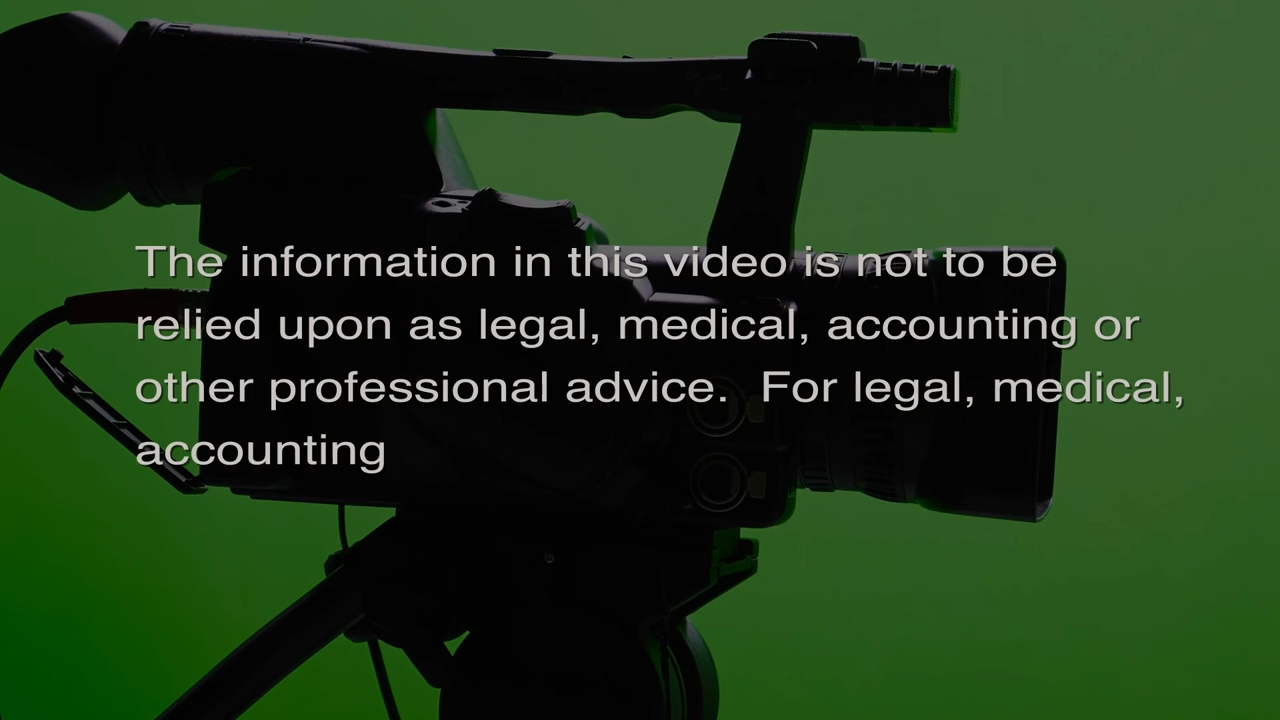 The information in this video is not to be
relied upon as legal, medical, accounting or
other professional advice.  For legal, medical,
accounting